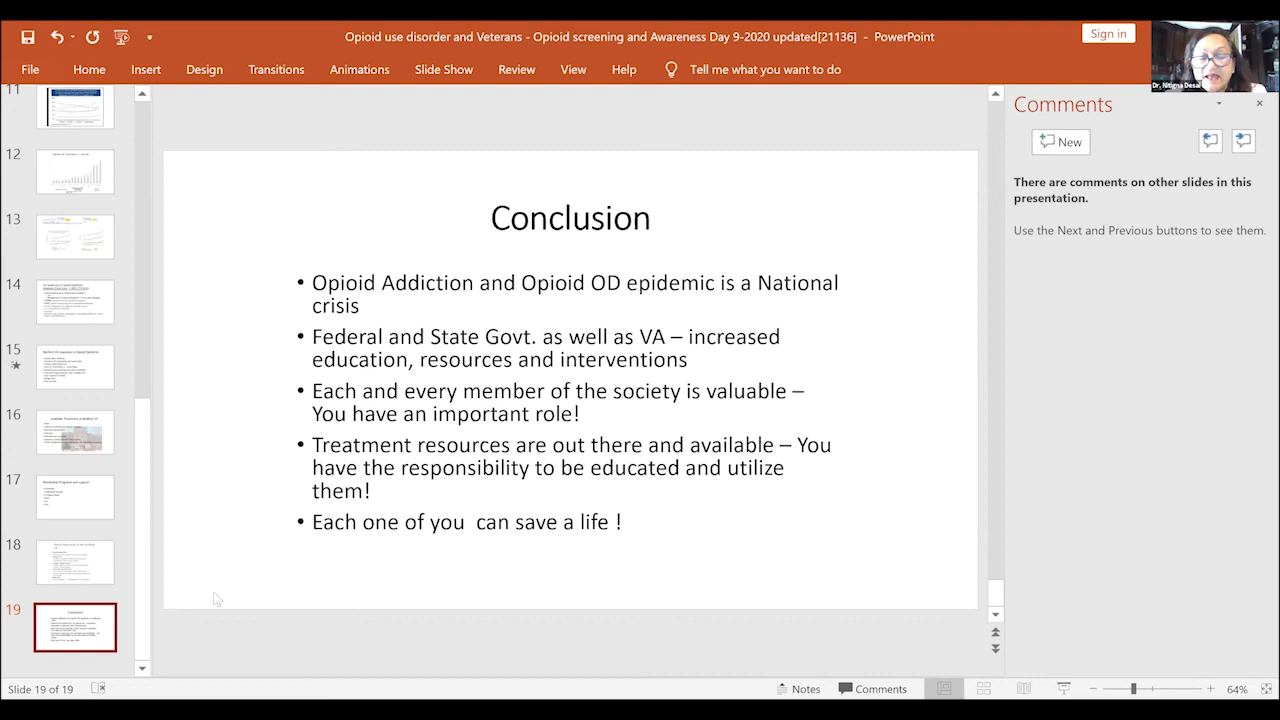 Opioid use disorder and Veterans - Opioid screening and Awareness Day 9-2020 updated[21136] - PowerPoint
Sign in
Dr. Nitigna Desai
File Home Insert Design Transitions Animations Slide Show Review View Help Tell me what you want to do
Comments
New
There are comments on other slides in this
presentation.
Use the Next and Previous buttons to see them.
11
12
13
14
15
16
17
18
19
Conclusion
• Opioid Addiction and Opioid OD epidemic is a National
crisis
• Federal and State Govt. as well as VA – increased
education, resources and interventions
• Each and every member of the society is valuable –
You have an important role!
• Treatment resources are out there and available – You
have the responsibility to be educated and utilize
them!
• Each one of you can save a life !
Slide 19 of 19
Notes
Comments
64%